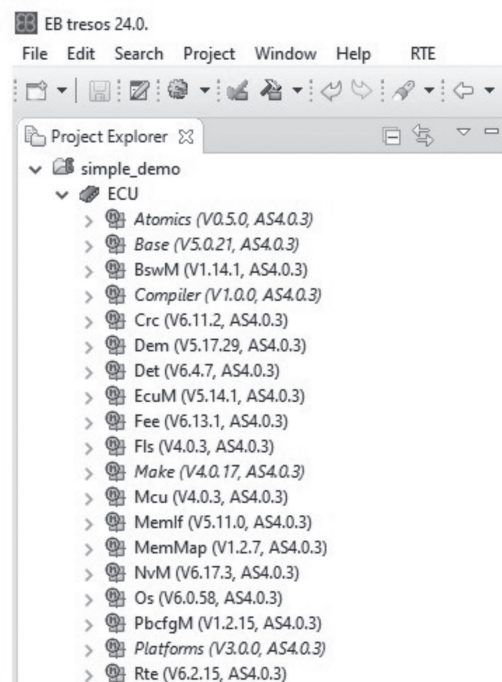 EB tresos 24.0.
File Edit Search Project Window Help RTE
Project Explorer
simple_demo
ECU
Atomics (V0.5.0, AS4.0.3)
Base (V5.0.21, AS4.0.3)
BswM (V1.14.1, AS4.0.3)
Compiler (V1.0.0, AS4.0.3)
Crc (V6.11.2, AS4.0.3)
Dem (V5.17.29, AS4.0.3)
Det (V6.4.7, AS4.0.3)
EcuM (V5.14.1, AS4.0.3)
Fee (V6.13.1, AS4.0.3)
Fls (V4.0.3, AS4.0.3)
Make (V4.0.17, AS4.0.3)
Mcu (V4.0.3, AS4.0.3)
MemIf (V5.11.0, AS4.0.3)
MemMap (V1.2.7, AS4.0.3)
NvM (V6.17.3, AS4.0.3)
Os (V6.0.58, AS4.0.3)
PbcfgM (V1.2.15, AS4.0.3)
Platforms (V3.0.0, AS4.0.3)
Rte (V6.2.15, AS4.0.3)